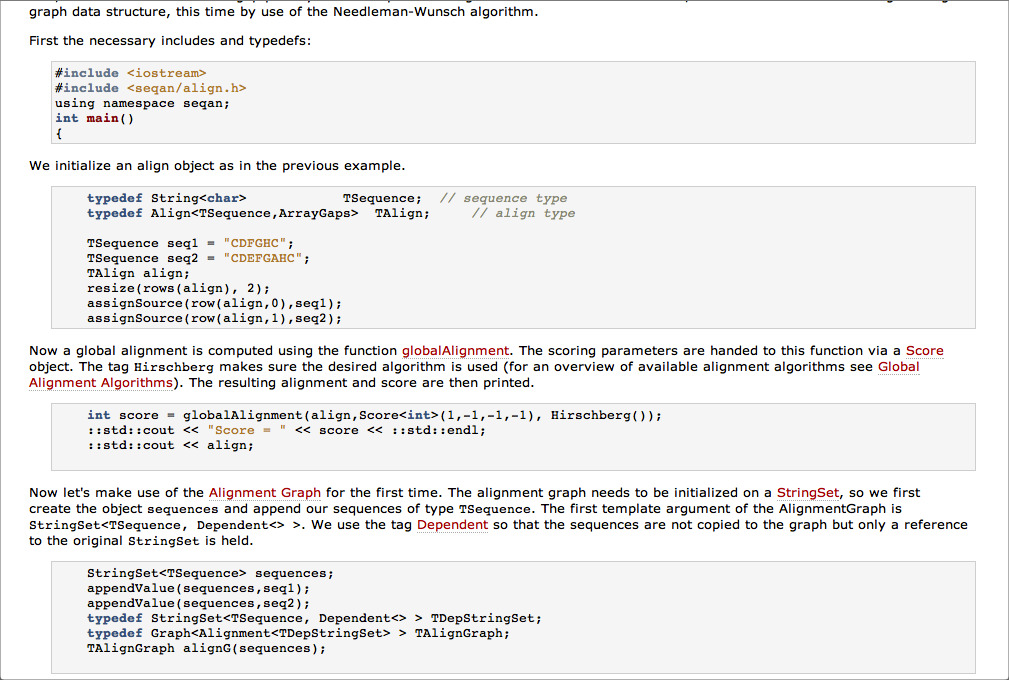 graph data structure, this time by use of the Needleman-Wunsch algorithm.
First the necessary includes and typedefs:
#include <iostream>
#include <seqan/align.h>
using namespace seqan;
int main()
{
We initialize an align object as in the previous example.
typedef String<char>            TSequence;  // sequence type
typedef Align<TSequence,ArrayGaps>  TAlign;     // align type
TSequence seq1 = "CDFGHC";
TSequence seq2 = "CDEFGAHC";
TAlign align;
resize(rows(align), 2);
assignSource(row(align,0),seq1);
assignSource(row(align,1),seq2);
Now a global alignment is computed using the function globalAlignment. The scoring parameters are handed to this function via a Score
object. The tag Hirschberg makes sure the desired algorithm is used (for an overview of available alignment algorithms see Global
Alignment Algorithms). The resulting alignment and score are then printed.
int score = globalAlignment(align,Score<int>(1,-1,-1,-1), Hirschberg());
::std::cout << "Score = " << score << ::std::endl;
::std::cout << align;
Now let's make use of the Alignment Graph for the first time. The alignment graph needs to be initialized on a StringSet, so we first
create the object sequences and append our sequences of type TSequence. The first template argument of the AlignmentGraph is
StringSet<TSequence, Dependent<> >. We use the tag Dependent so that the sequences are not copied to the graph but only a reference
to the original StringSet is held.
StringSet<TSequence> sequences;
appendValue(sequences,seq1);
appendValue(sequences,seq2);
typedef StringSet<TSequence, Dependent<> > TDepStringSet;
typedef Graph<Alignment<TDepStringSet> > TAlignGraph;
TAlignGraph alignG(sequences);